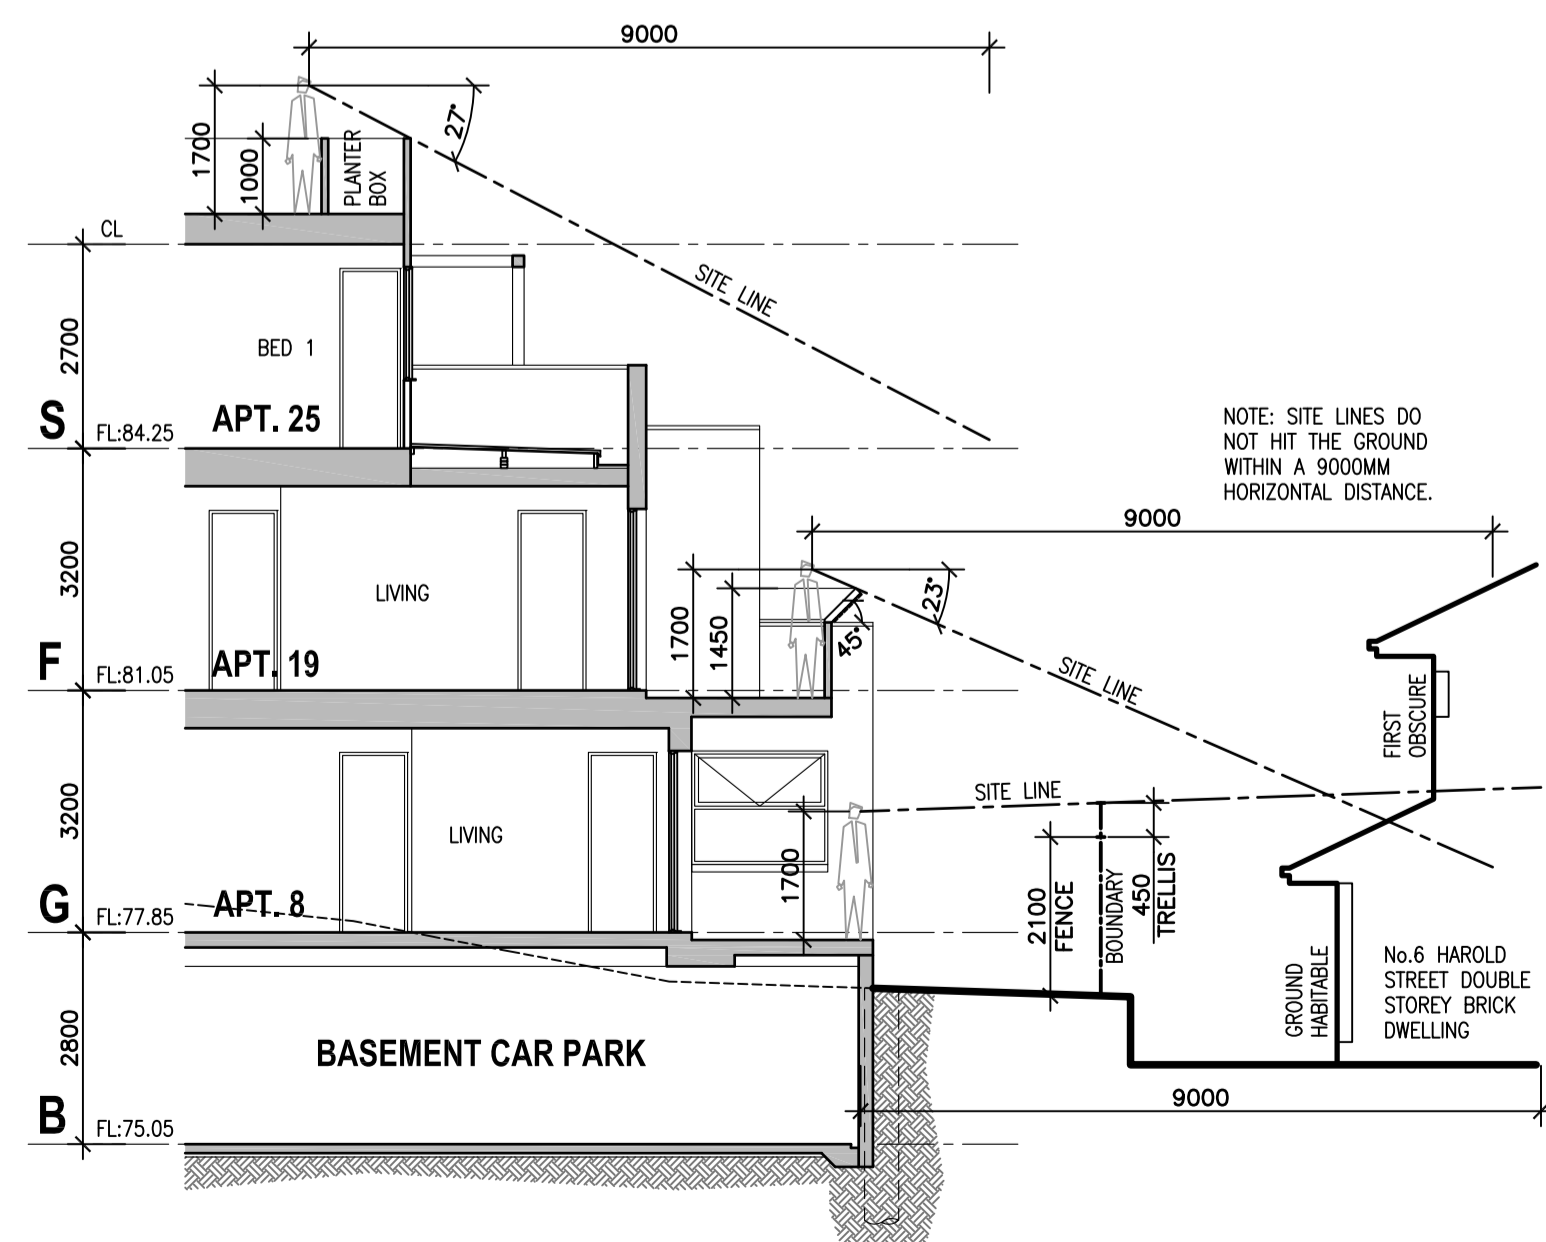 9000
27°
1700
1000
PLANTER
BOX
CL
SITE LINE
2700
BED 1
S
APT. 25
FL:84.25
NOTE: SITE LINES DO
NOT HIT THE GROUND
WITHIN A 9000MM
HORIZONTAL DISTANCE.
9000
3200
LIVING
1700
1450
45°
23°
F
APT. 19
FL:81.05
SITE LINE
FIRST
OBSCURE
SITE LINE
3200
LIVING
1700
G
APT. 8
FL:77.85
2100
FENCE
BOUNDARY
450
TRELLIS
GROUND
HABITABLE
No.6 HAROLD
STREET DOUBLE
STOREY BRICK
DWELLING
2800
BASEMENT CAR PARK
9000
B
FL:75.05